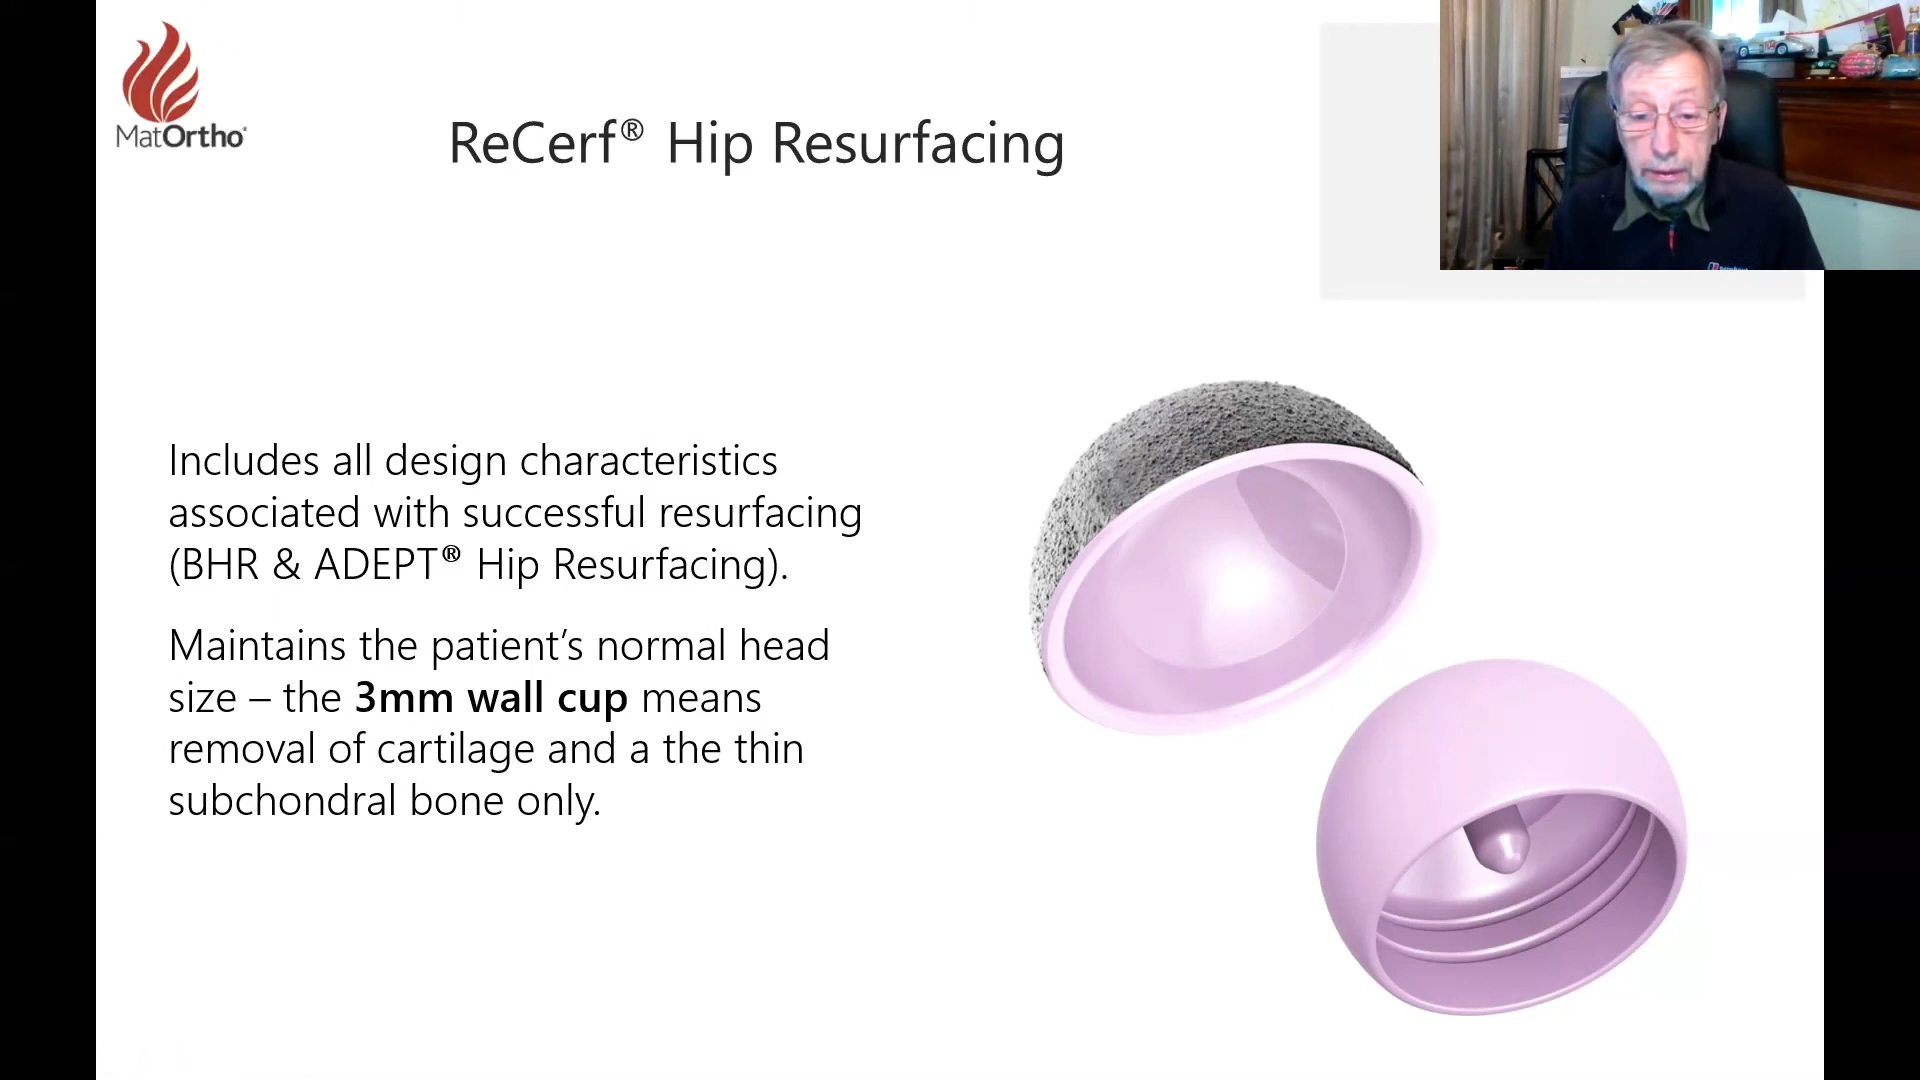 MatOrtho®
ReCerf® Hip Resurfacing
Includes all design characteristics
associated with successful resurfacing
(BHR & ADEPT® Hip Resurfacing).
Maintains the patient’s normal head
size – the 3mm wall cup means
removal of cartilage and a the thin
subchondral bone only.